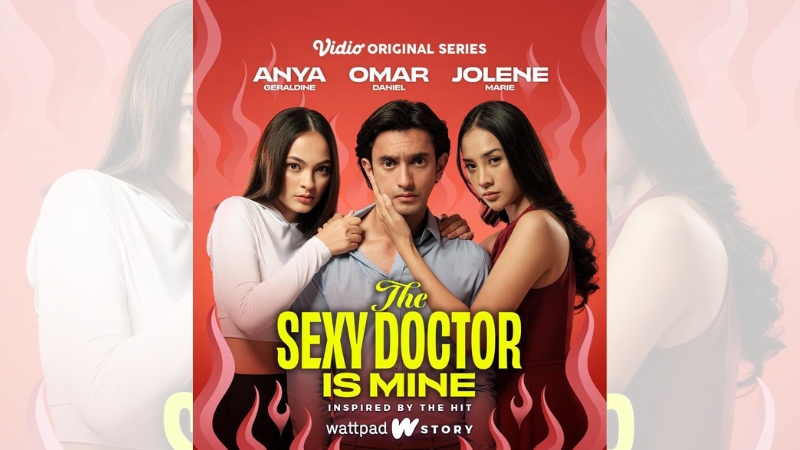 Vidio ORIGINAL SERIES
ANYA OMAR JOLENE
GERALDINE DANIEL MARIE
The
SEXY DOCTOR
IS MINE
INSPIRED BY THE HIT
wattpad W STORY